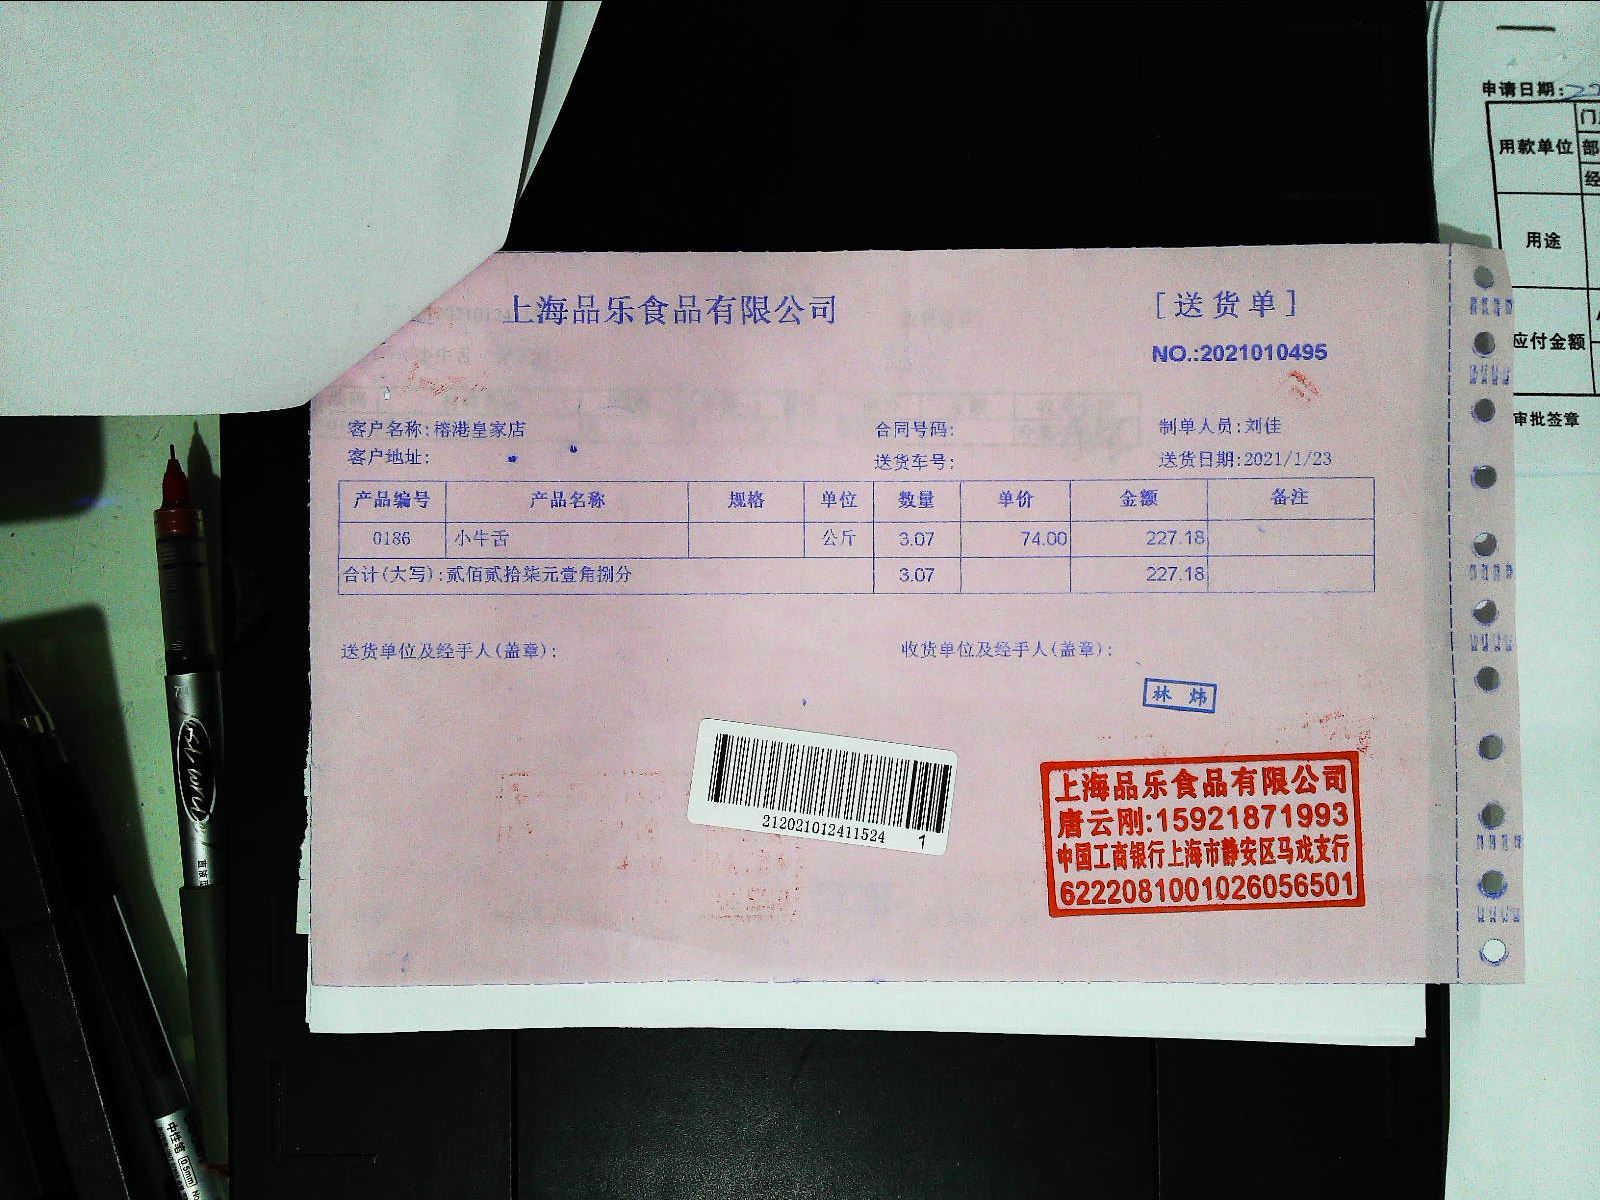 上海品乐食品有限公司
[送货单]
NO.:2021010495
客户名称:榕港皇家店
合同号码:
制单人员:刘佳
客户地址:
送货车号:
送货日期:2021/1/23
产品编号 产品名称 规格 单位 数量 单价 金额 备注
0186 小牛舌 公斤 3.07 74.00 227.18
合计(大写):贰佰贰拾柒元壹角捌分 3.07 227.18
送货单位及经手人(盖章):
收货单位及经手人(盖章):
林炜
212021012411524
1
上海品乐食品有限公司
唐云刚:15921871993
中国工商银行上海市静安区马戏支行
6222081001026056501
申请日期:
用款单位
用途
应付金额
审批签章
中性笔
0.5mm